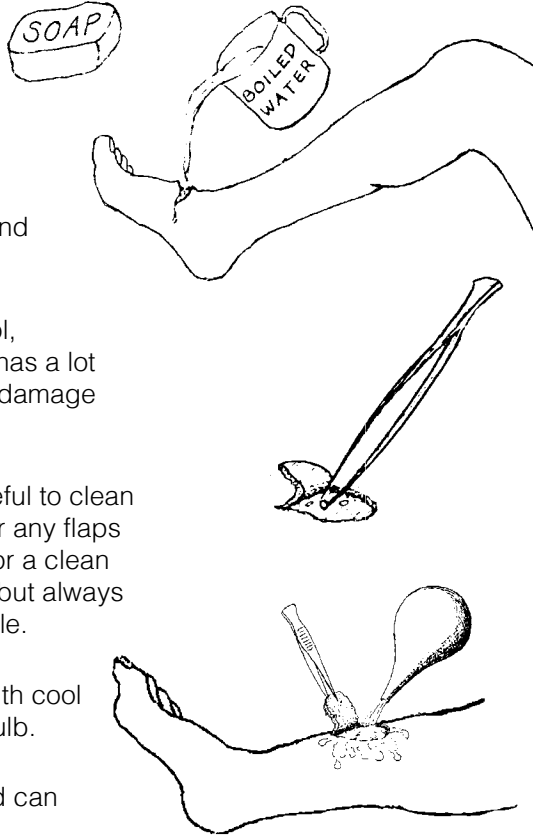 SOAP
BOILED
WATER
nd
ol,
has a lot
damage
eful to clean
r any flaps
or a clean
but always
le.
th cool
ulb.
d can